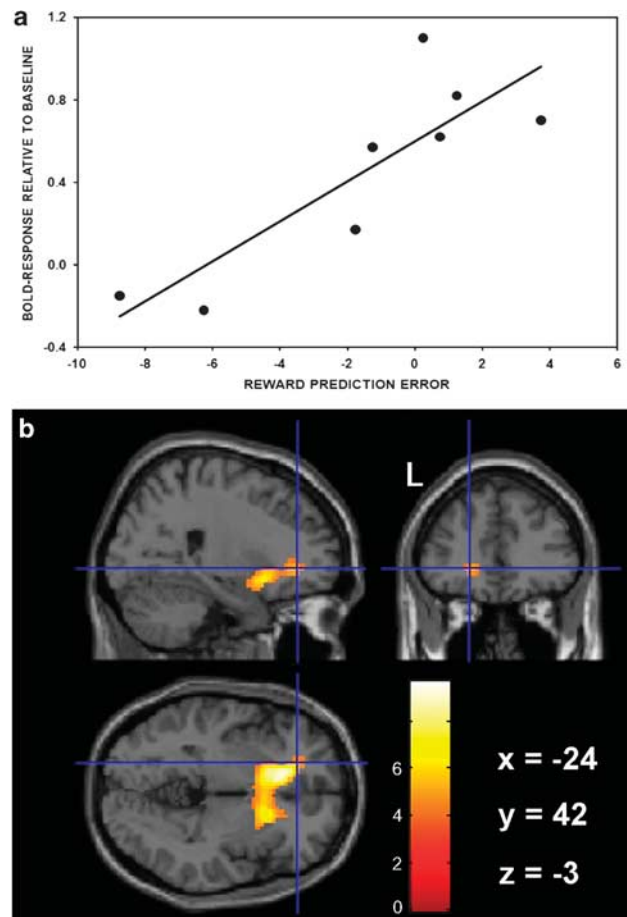 a
BOLD-RESPONSE RELATIVE TO BASELINE
1.2
0.8
0.4
0.0
-0.4
-10 -8 -6 -4 -2 0 2 4 6
REWARD PREDICTION ERROR
b
L
6
4
2
0
x = -24
y = 42
z = -3